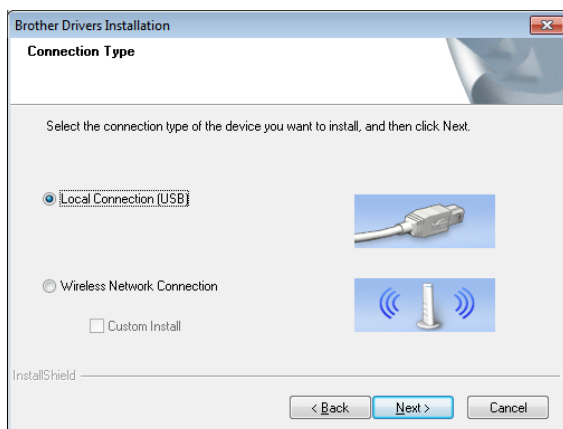 Brother Drivers Installation
Connection Type
Select the connection type of the device you want to install, and then click Next.
Local Connection (USB)
Wireless Network Connection
Custom Install
InstallShield
< Back Next > Cancel